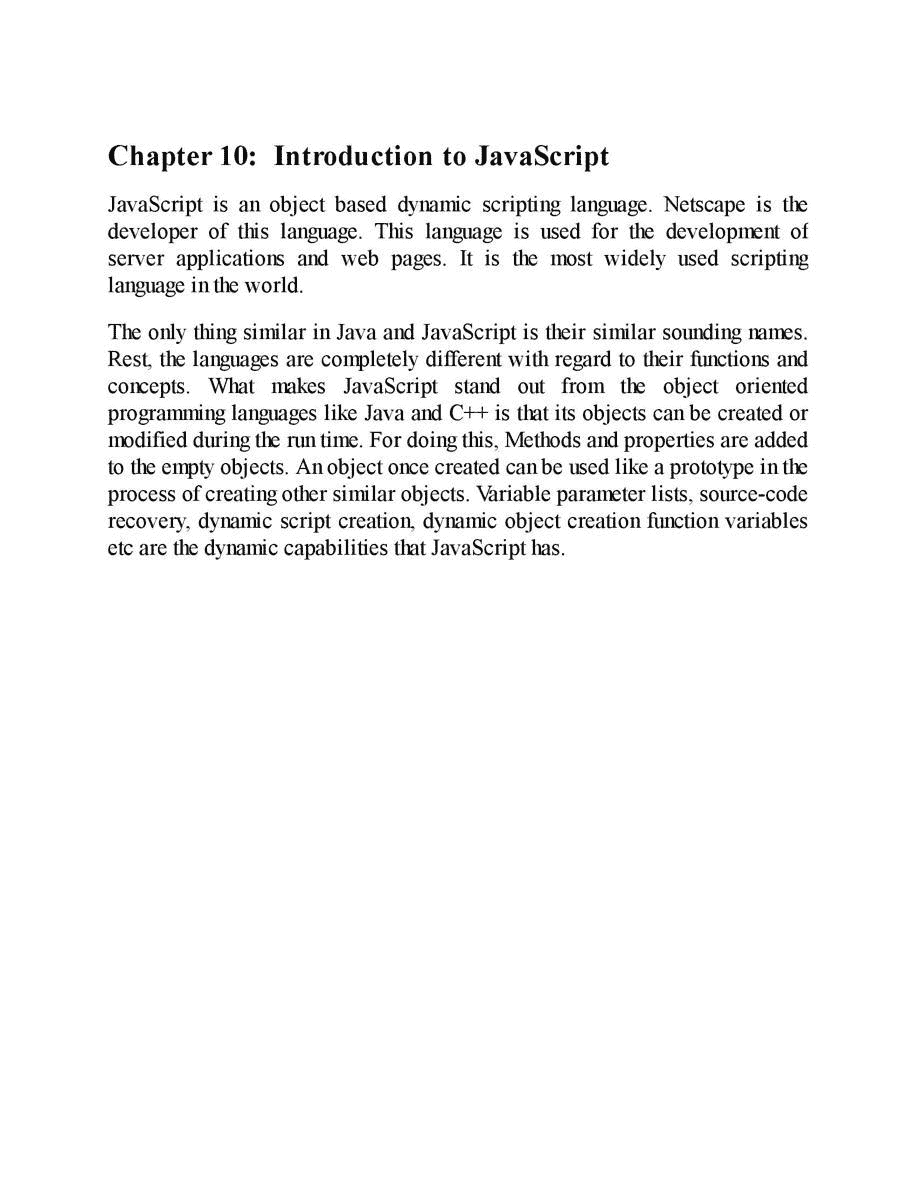 Chapter 10: Introduction to JavaScript
JavaScript is an object based dynamic scripting language. Netscape is the
developer of this language. This language is used for the development of
server applications and web pages. It is the most widely used scripting
language in the world.
The only thing similar in Java and JavaScript is their similar sounding names.
Rest, the languages are completely different with regard to their functions and
concepts. What makes JavaScript stand out from the object oriented
programming languages like Java and C++ is that its objects can be created or
modified during the run time. For doing this, Methods and properties are added
to the empty objects. An object once created can be used like a prototype in the
process of creating other similar objects. Variable parameter lists, source-code
recovery, dynamic script creation, dynamic object creation function variables
etc are the dynamic capabilities that JavaScript has.